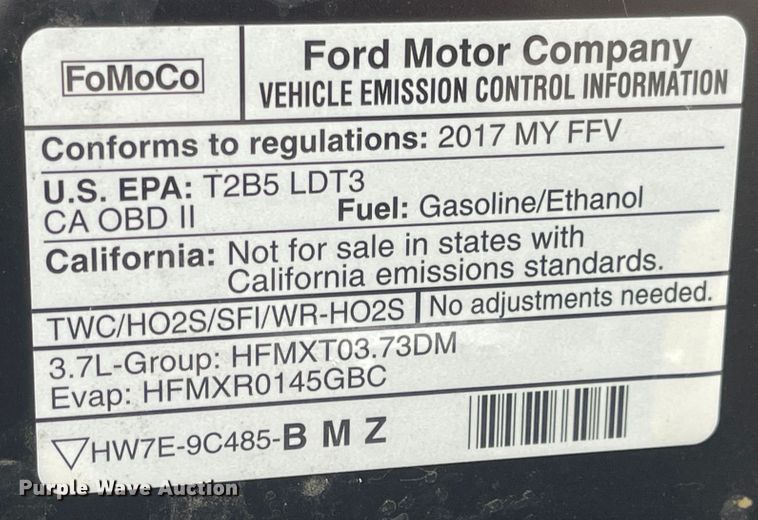 FoMoCo
Ford Motor Company
VEHICLE EMISSION CONTROL INFORMATION
Conforms to regulations: 2017 MY FFV
U.S. EPA: T2B5 LDT3
CA OBD II Fuel: Gasoline/Ethanol
California: Not for sale in states with
California emissions standards.
TWC/HO2S/SFI/WR-HO2S No adjustments needed.
3.7L-Group: HFMXT03.73DM
Evap: HFMXR0145GBC
HW7E-9C485-B M Z
Purple Wave Auction